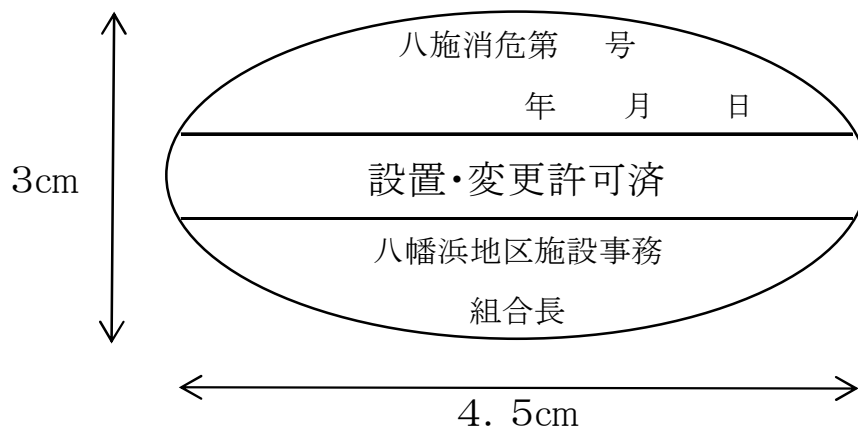 八施消危第　　号
年　　月　　日
3cm
設置・変更許可済
八幡浜地区施設事務
組合長
4．5cm